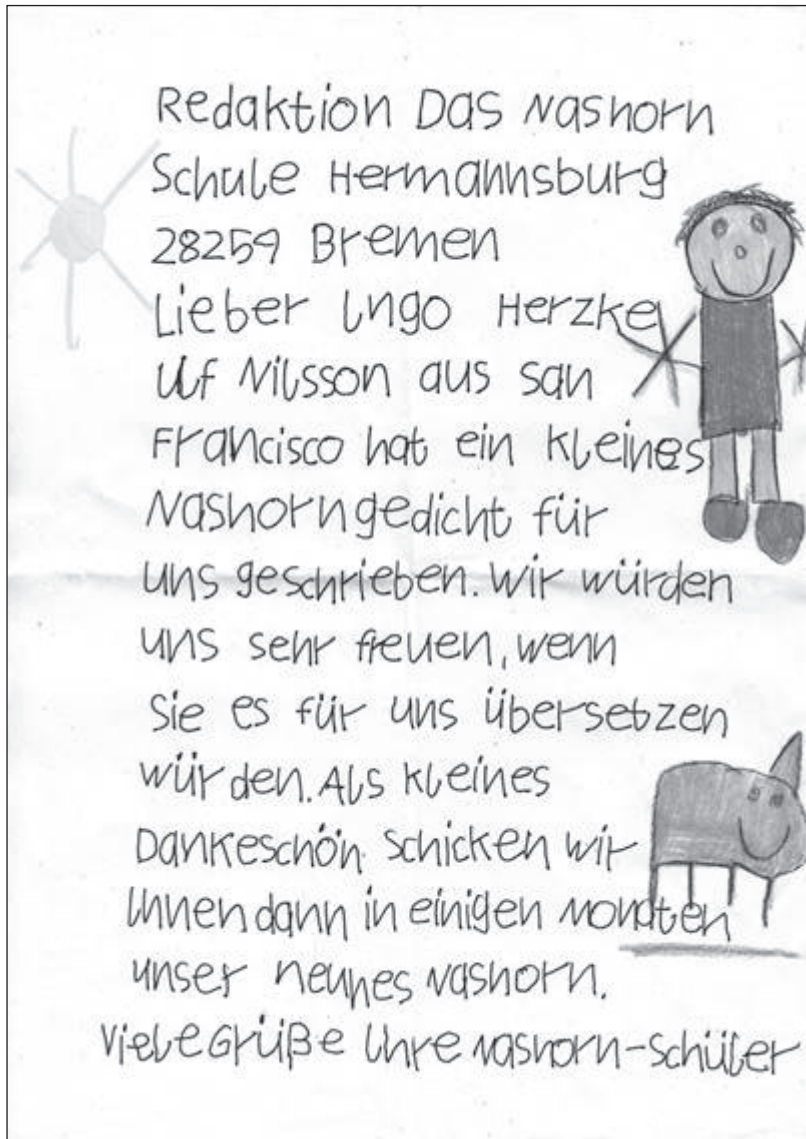 Redaktion Das Nashorn
Schule Hermannsburg
28259 Bremen
Lieber Ingo Herzke
Ulf Nilsson aus san
Francisco hat ein kleines
Nashorngedicht für
uns geschrieben. Wir würden
uns sehr freuen, wenn
Sie es für uns übersetzen
würden. Als kleines
Dankeschön schicken wir
Ihnen dann in einigen Monaten
unser neuhes Nashorn.
Viele Grüße Ihre Nashorn-Schüler